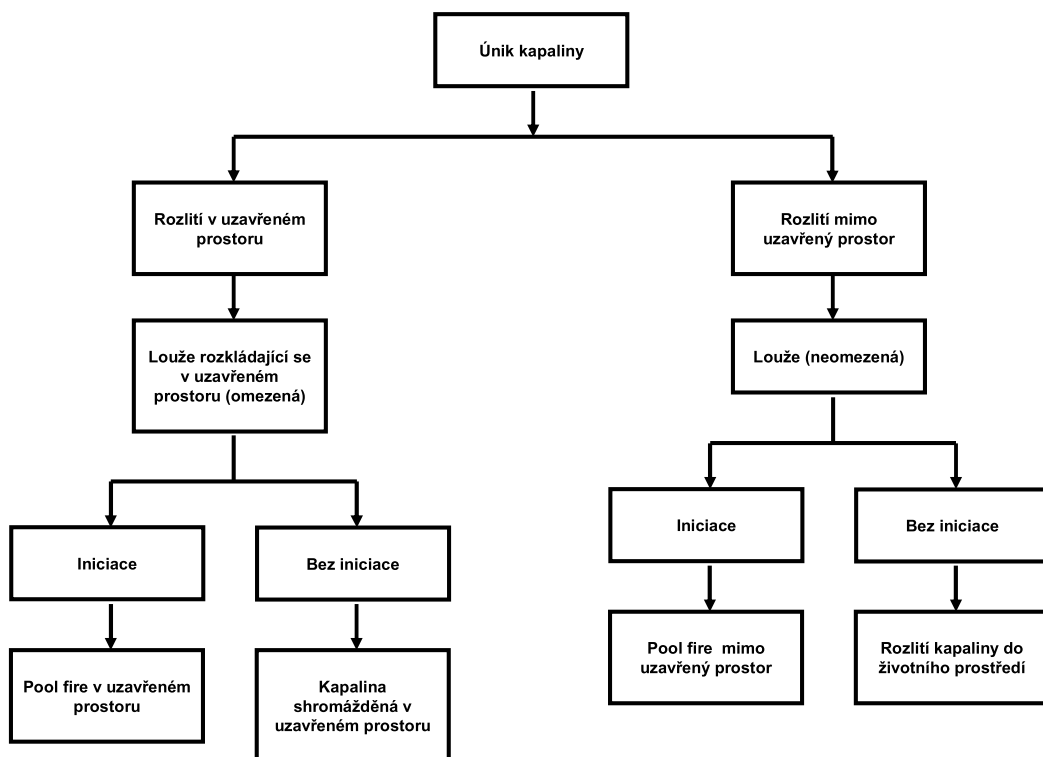 Únik kapaliny
Rozlití v uzavřeném
prostoru
Rozlití mimo
uzavřený prostor
Louže rozkládající se
v uzavřeném
prostoru (omezená)
Louže (neomezená)
Iniciace
Bez iniciace
Iniciace
Bez iniciace
Pool fire v uzavřeném
prostoru
Kapalina
shromážděná v
uzavřeném prostoru
Pool fire  mimo
uzavřený prostor
Rozlití kapaliny do
životního prostředí